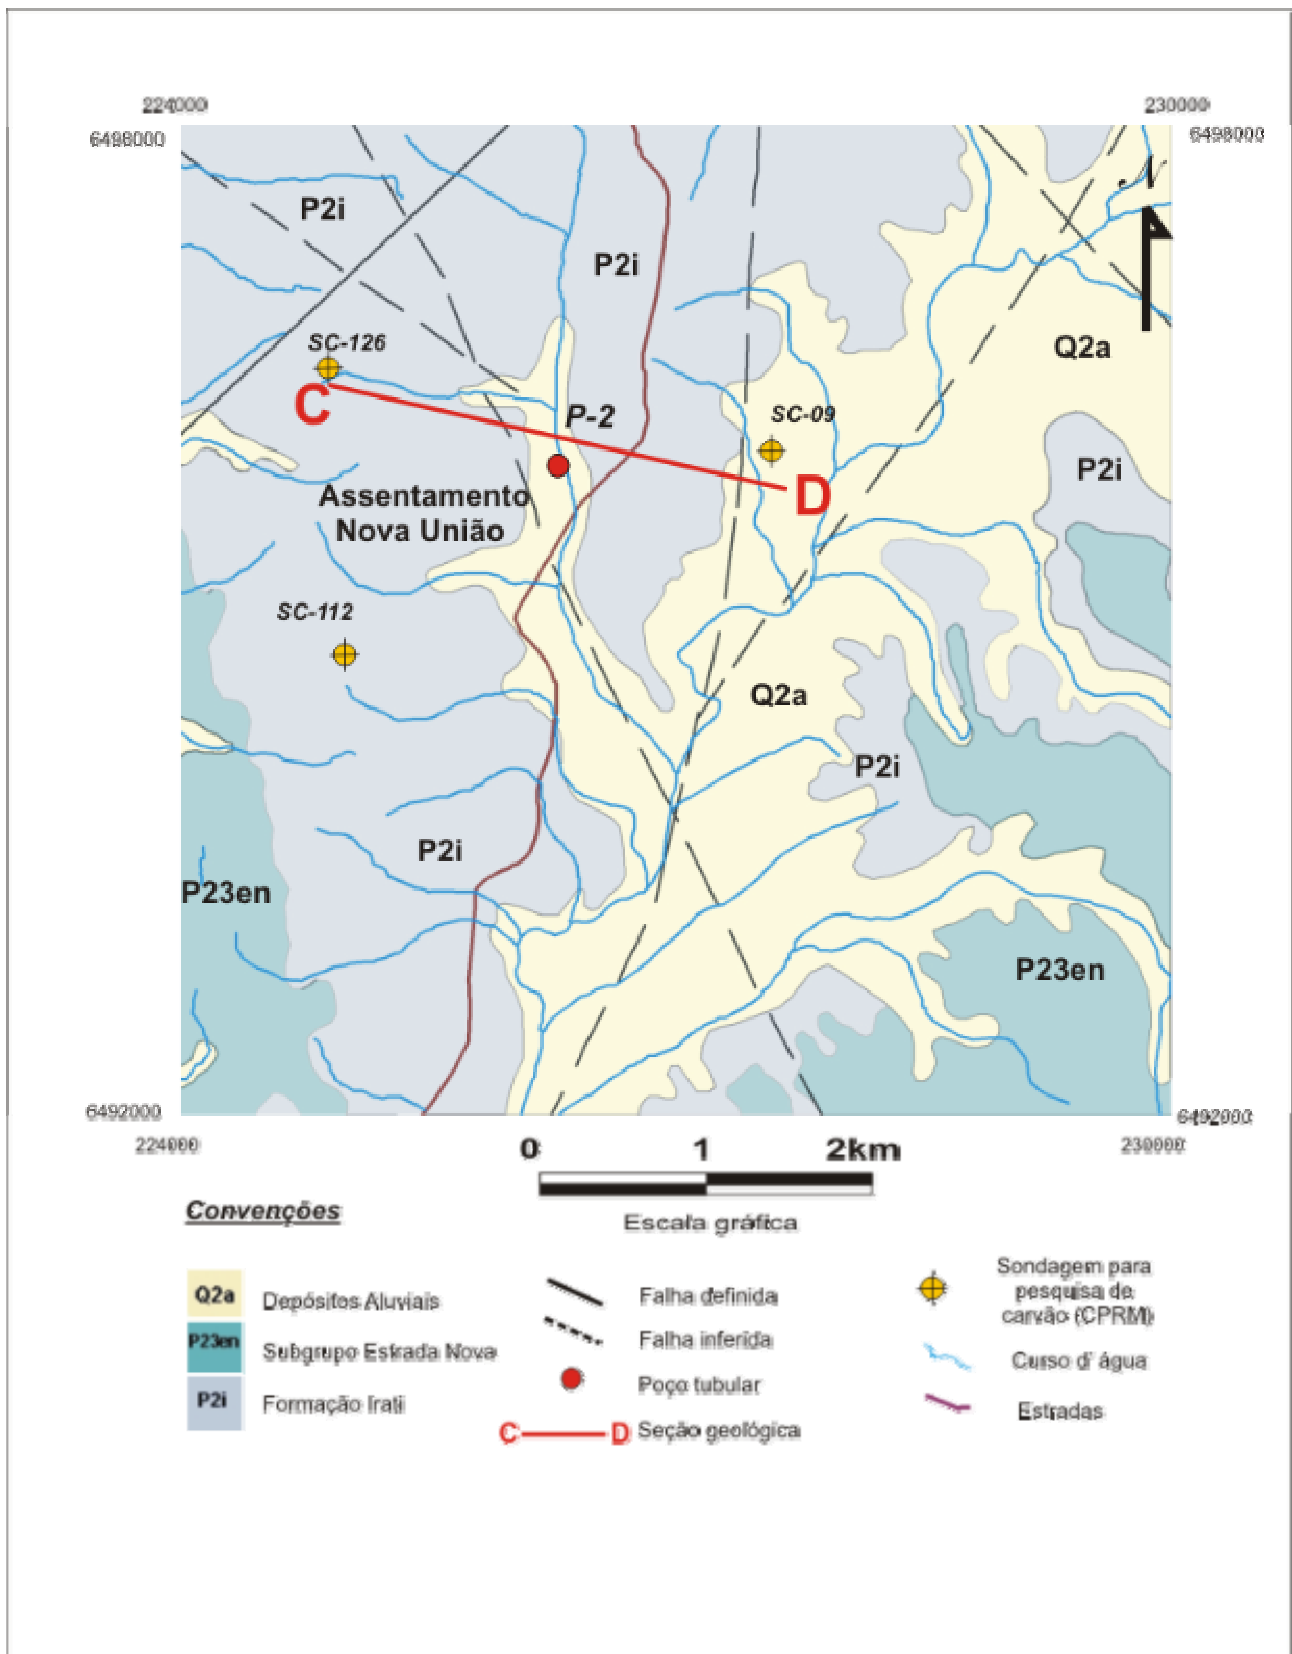 224000
230000
6498000
6498000
N
P2i
P2i
SC-126
Q2a
C
P-2
SC-09
P2i
D
Assentamento
Nova União
SC-112
Q2a
P2i
P2i
P23en
P23en
6492000
6492000
224000
230000
0
1
2km
Escala gráfica
Convenções
Q2a
Depósitos Aluviais
P23en
Subgrupo Estrada Nova
P2i
Formação Irati
Falha definida
Falha inferida
Poço tubular
C
D
Seção geológica
Sondagem para
pesquisa de
carvão (CPRM)
Curso d' água
Estradas